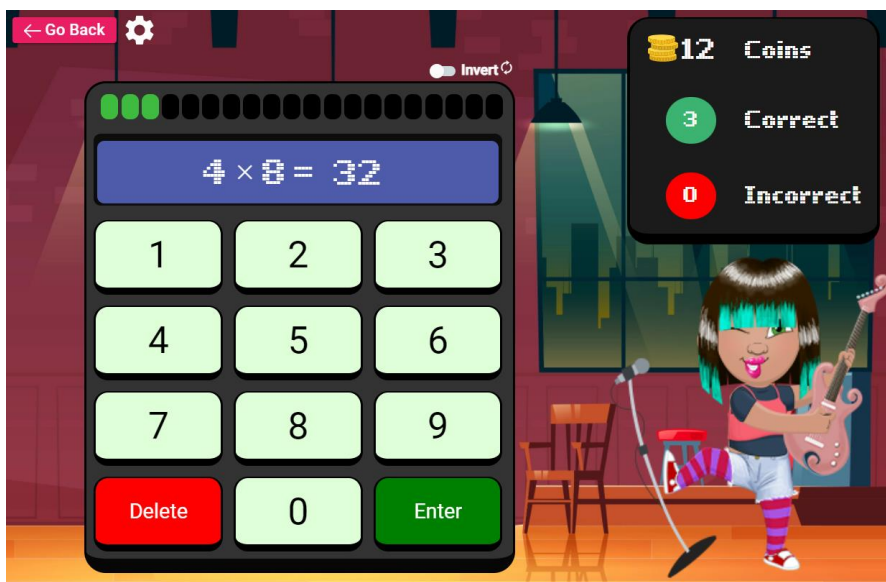 Go Back
Invert
4 × 8 = 32
1 2 3
4 5 6
7 8 9
Delete 0 Enter
12 Coins
3 Correct
0 Incorrect